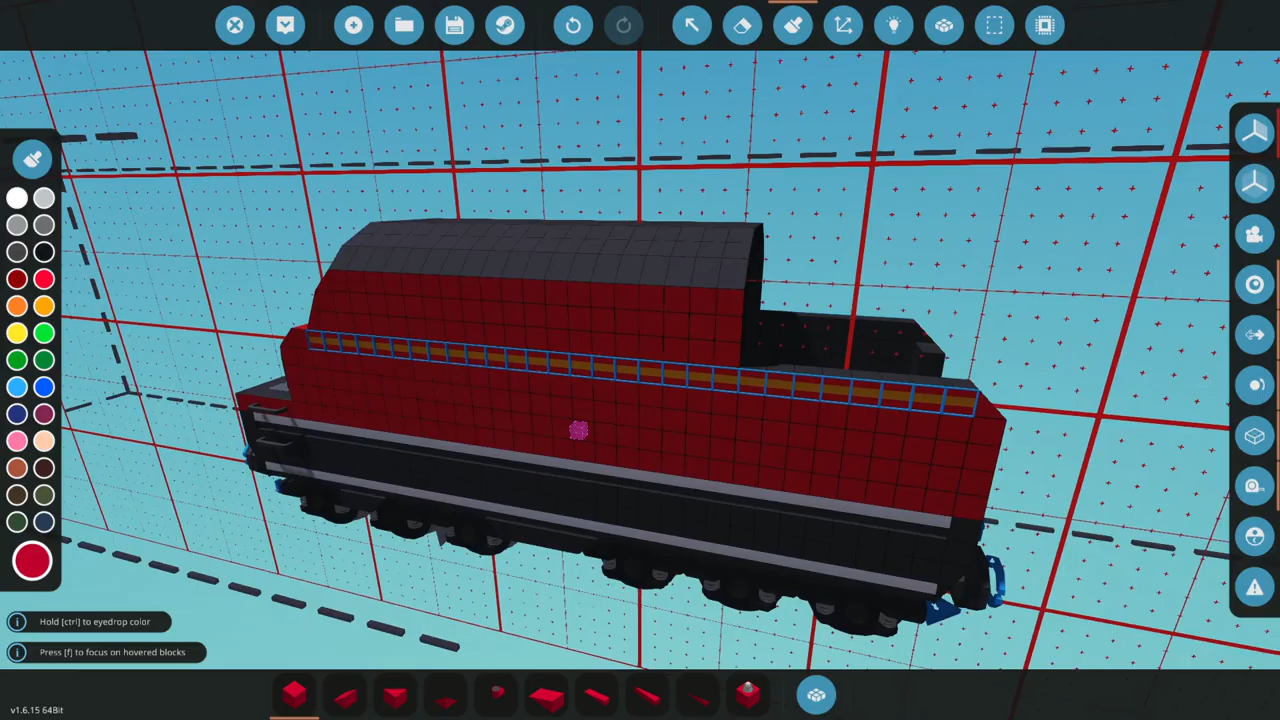 Hold [ctrl] to eyedrop color
Press [f] to focus on hovered blocks
v1.6.15 64Bit